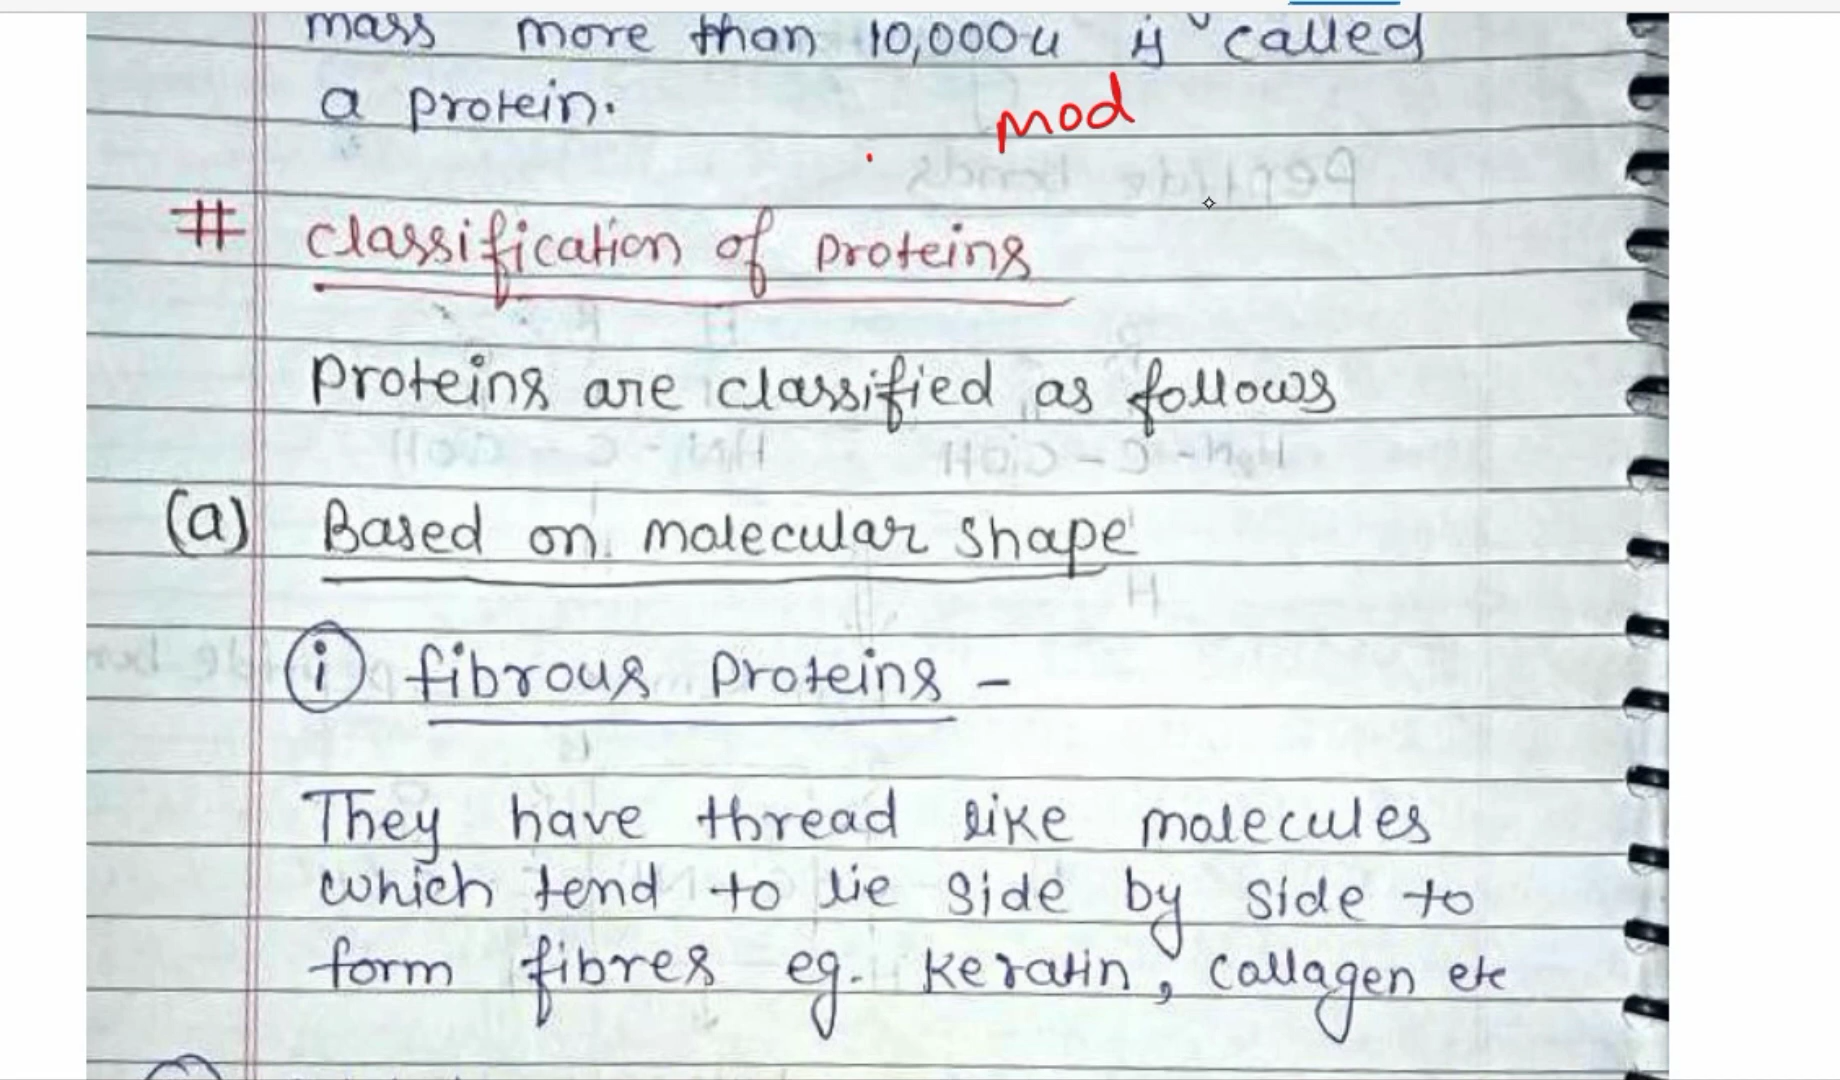 mass more than 10,000u is called
a protein.
mod
# classification of proteins
Proteins are classified as follows
(a) Based on molecular shape
(i) fibrous proteins -
They have thread like molecules
which tend to lie side by side to
form fibres eg. keratin, collagen etc